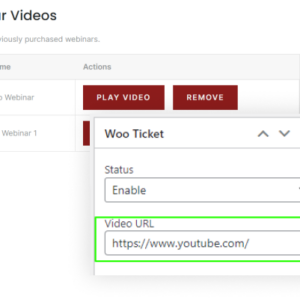 r Videos
viously purchased webinars.
me Actions
o Webinar PLAY VIDEO REMOVE
Webinar 1
Woo Ticket
Status
Enable
Video URL
https://www.youtube.com/